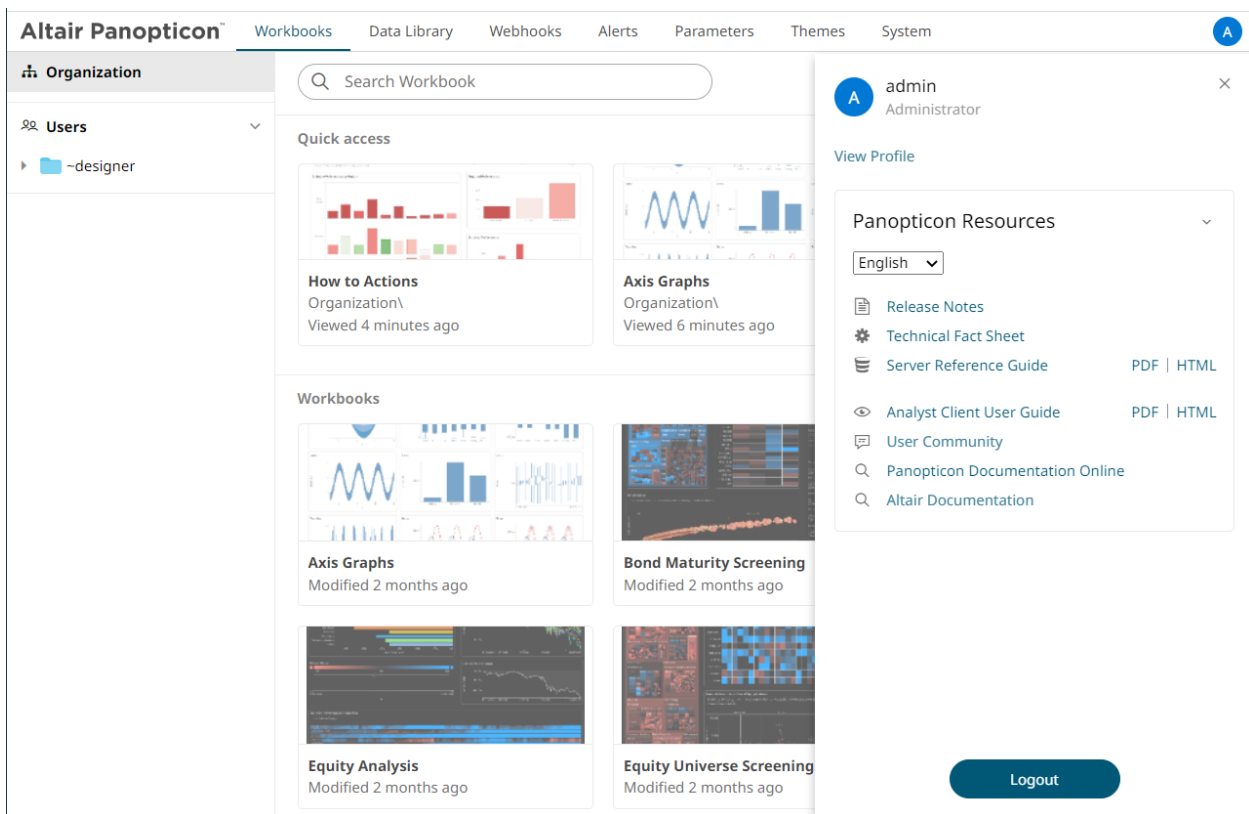 Altair Panopticon™ Workbooks Data Library Webhooks Alerts Parameters Themes System A
Organization
Users
~designer
Search Workbook
Quick access
How to Actions
Organization\
Viewed 4 minutes ago
Axis Graphs
Organization\
Viewed 6 minutes ago
Workbooks
Axis Graphs
Modified 2 months ago
Bond Maturity Screening
Modified 2 months ago
Equity Analysis
Modified 2 months ago
Equity Universe Screening
Modified 2 months ago
A
admin
Administrator
View Profile
Panopticon Resources
English
Release Notes
Technical Fact Sheet
Server Reference Guide PDF | HTML
Analyst Client User Guide PDF | HTML
User Community
Panopticon Documentation Online
Altair Documentation
Logout